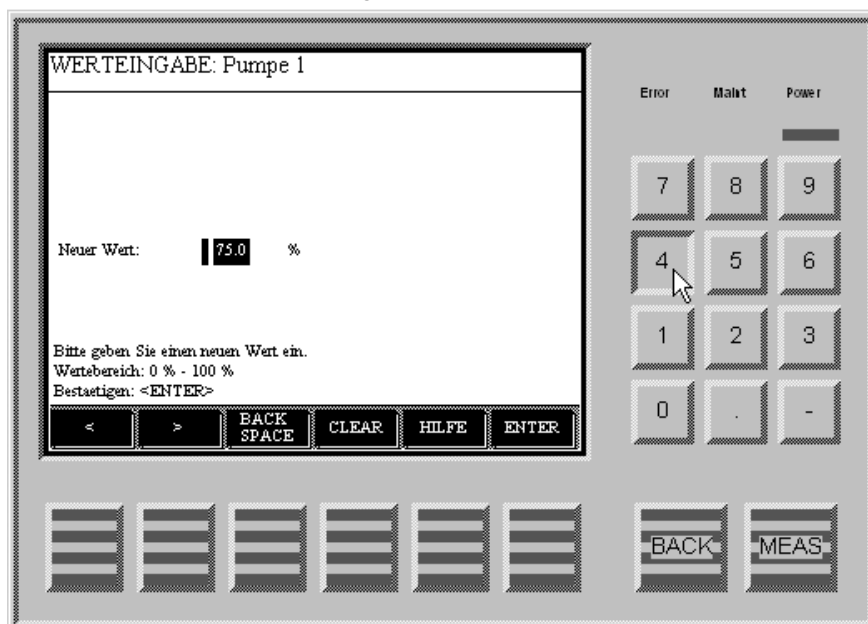 WERTEINGABE: Pumpe 1
Error Maint Power
7 8 9
Neuer Wert: 75.0 %
4 5 6
1 2 3
Bitte geben Sie einen neuen Wert ein.
Wertebereich: 0 % - 100 %
Bestaetigen: <ENTER>
< > BACK SPACE CLEAR HILFE ENTER
0 . -
BACK MEAS